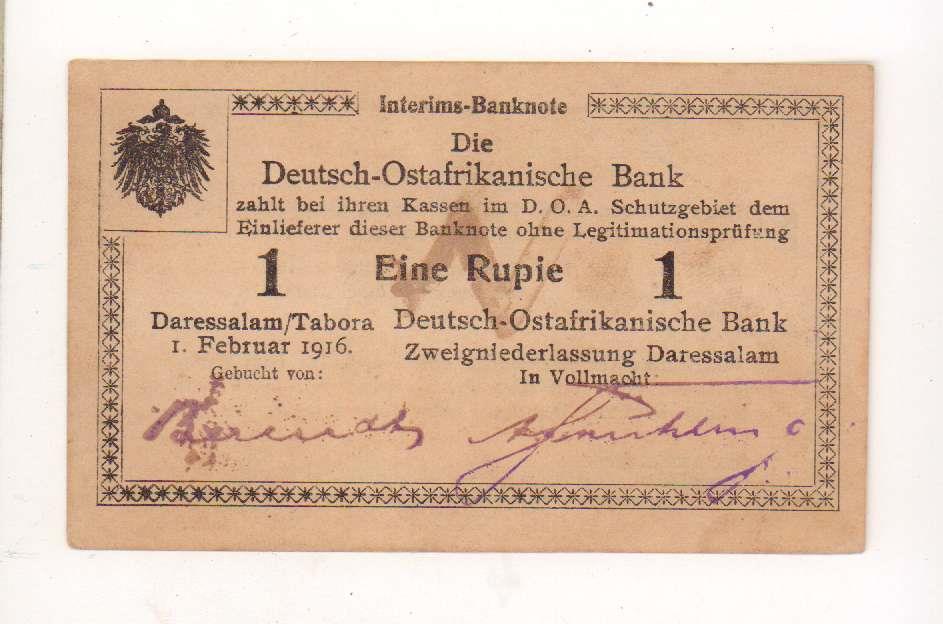 Interims-Banknote
Die
Deutsch-Ostafrikanische Bank
zahlt bei ihren Kassen im D. O. A. Schutzgebiet dem
Einlieferer dieser Banknote ohne Legitimationsprüfung
1 Eine Rupie 1
Daressalam/Tabora
1. Februar 1916.
Gebucht von:
Deutsch-Ostafrikanische Bank
Zweigniederlassung Daressalam
In Vollmacht: